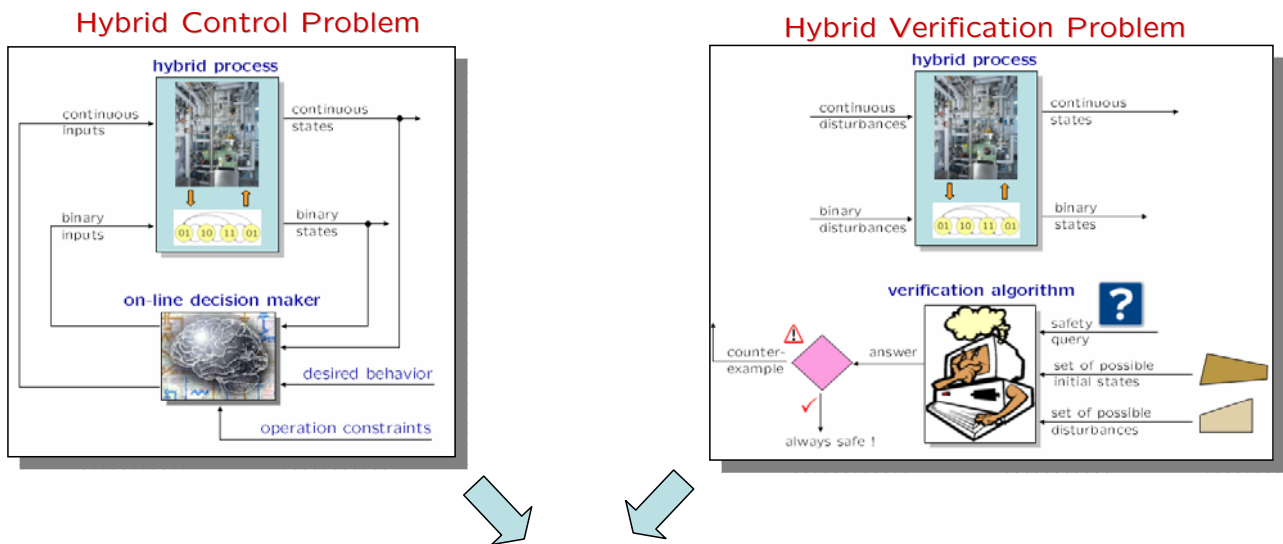 Hybrid Control Problem
hybrid process
continuous
inputs
continuous
states
binary
inputs
01 10 11 01
binary
states
on-line decision maker
desired behavior
operation constraints
Hybrid Verification Problem
hybrid process
continuous
disturbances
continuous
states
binary
disturbances
01 10 11 01
binary
states
verification algorithm
?
safety
query
counter-
example
answer
set of possible
initial states
set of possible
disturbances
always safe !